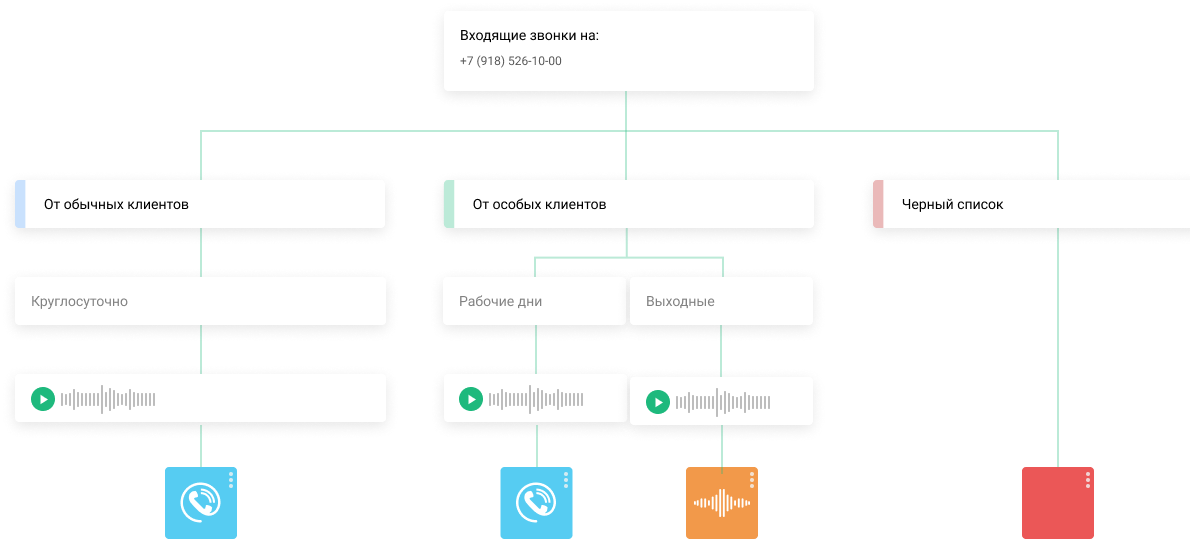 Входящие звонки на:
+7 (918) 526-10-00
От обычных клиентов
От особых клиентов
Черный список
Круглосуточно
Рабочие дни
Выходные